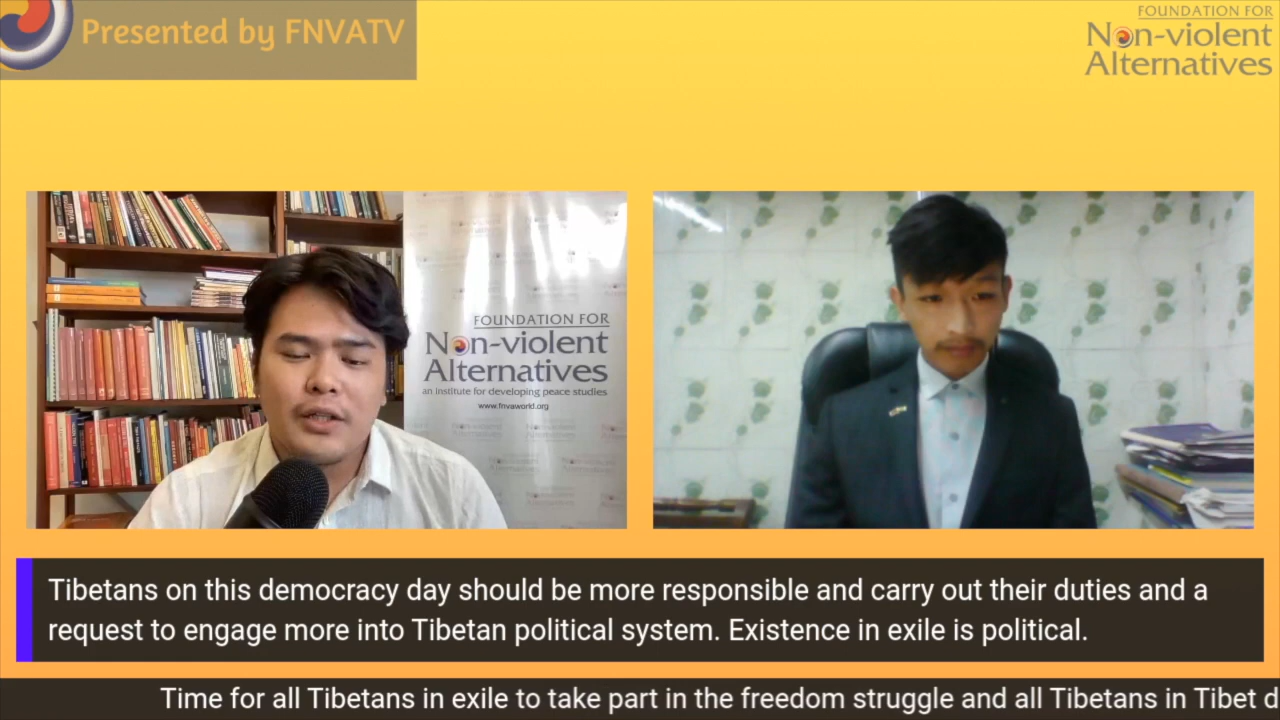 Presented by FNVATV
FOUNDATION FOR
Non-violent
Alternatives
FOUNDATION FOR
Non-violent
Alternatives
an institute for developing peace studies
www.fnvaworld.org
Tibetans on this democracy day should be more responsible and carry out their duties and a
request to engage more into Tibetan political system. Existence in exile is political.
Time for all Tibetans in exile to take part in the freedom struggle and all Tibetans in Tibet d